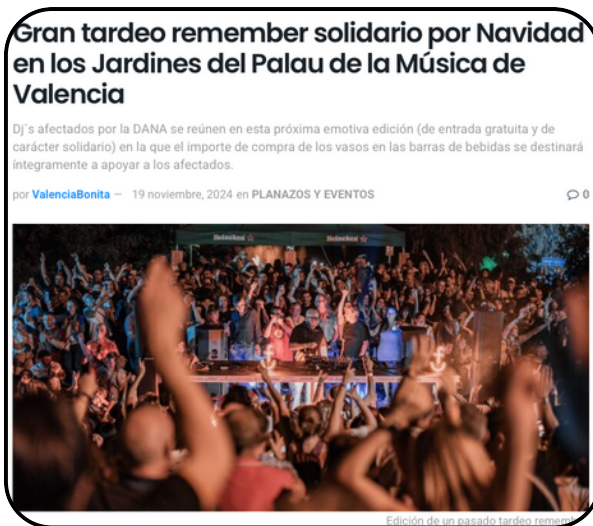 Gran tardeo remember solidario por Navidad
en los Jardines del Palau de la Música de
Valencia
Dj´s afectados por la DANA se reúnen en esta próxima emotiva edición (de entrada gratuita y de
carácter solidario) en la que el importe de compra de los vasos en las barras de bebidas se destinará
íntegramente a apoyar a los afectados.
por ValenciaBonita — 19 noviembre, 2024 en PLANAZOS Y EVENTOS 0
Heineken Heineken
Edición de un pasado tardeo